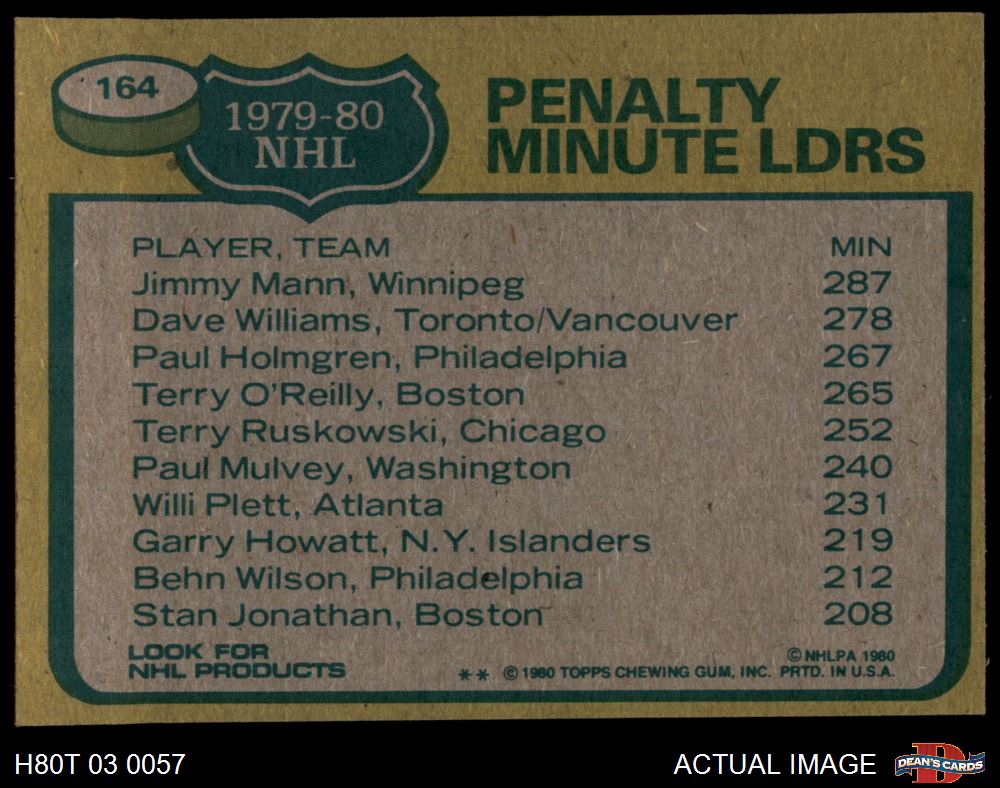 164
1979-80
NHL
PENALTY
MINUTE LDRS
PLAYER, TEAM MIN
Jimmy Mann, Winnipeg 287
Dave Williams, Toronto/Vancouver 278
Paul Holmgren, Philadelphia 267
Terry O'Reilly, Boston 265
Terry Ruskowski, Chicago 252
Paul Mulvey, Washington 240
Willi Plett, Atlanta 231
Garry Howatt, N.Y. Islanders 219
Behn Wilson, Philadelphia 212
Stan Jonathan, Boston 208
LOOK FOR
NHL PRODUCTS
© NHLPA 1980
** © 1980 TOPPS CHEWING GUM, INC. PRTD. IN U.S.A.
H80T 03 0057
ACTUAL IMAGE
D
DEAN'S CARDS